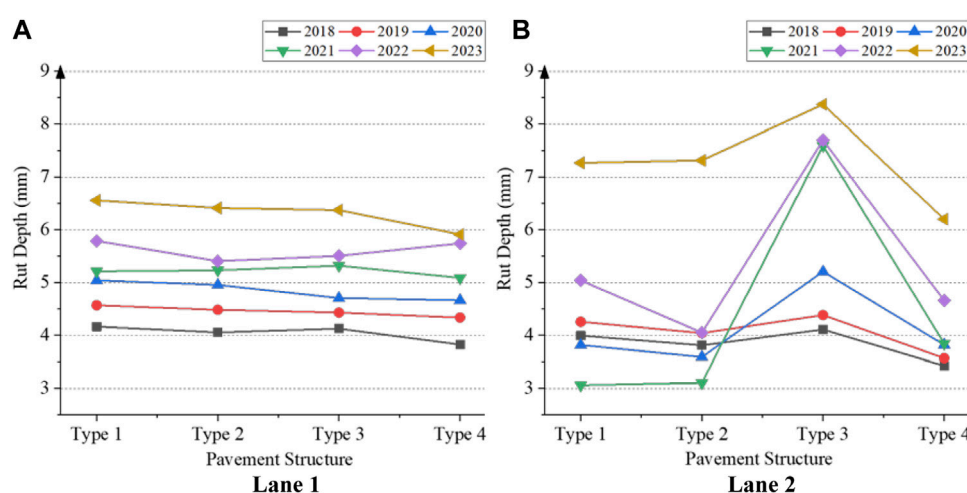 A
2018 2019 2020
2021 2022 2023
9
8
7
6
5
4
3
Rut Depth (mm)
Type 1 Type 2 Type 3 Type 4
Pavement Structure
Lane 1
B
2018 2019 2020
2021 2022 2023
9
8
7
6
5
4
3
Rut Depth (mm)
Type 1 Type 2 Type 3 Type 4
Pavement Structure
Lane 2